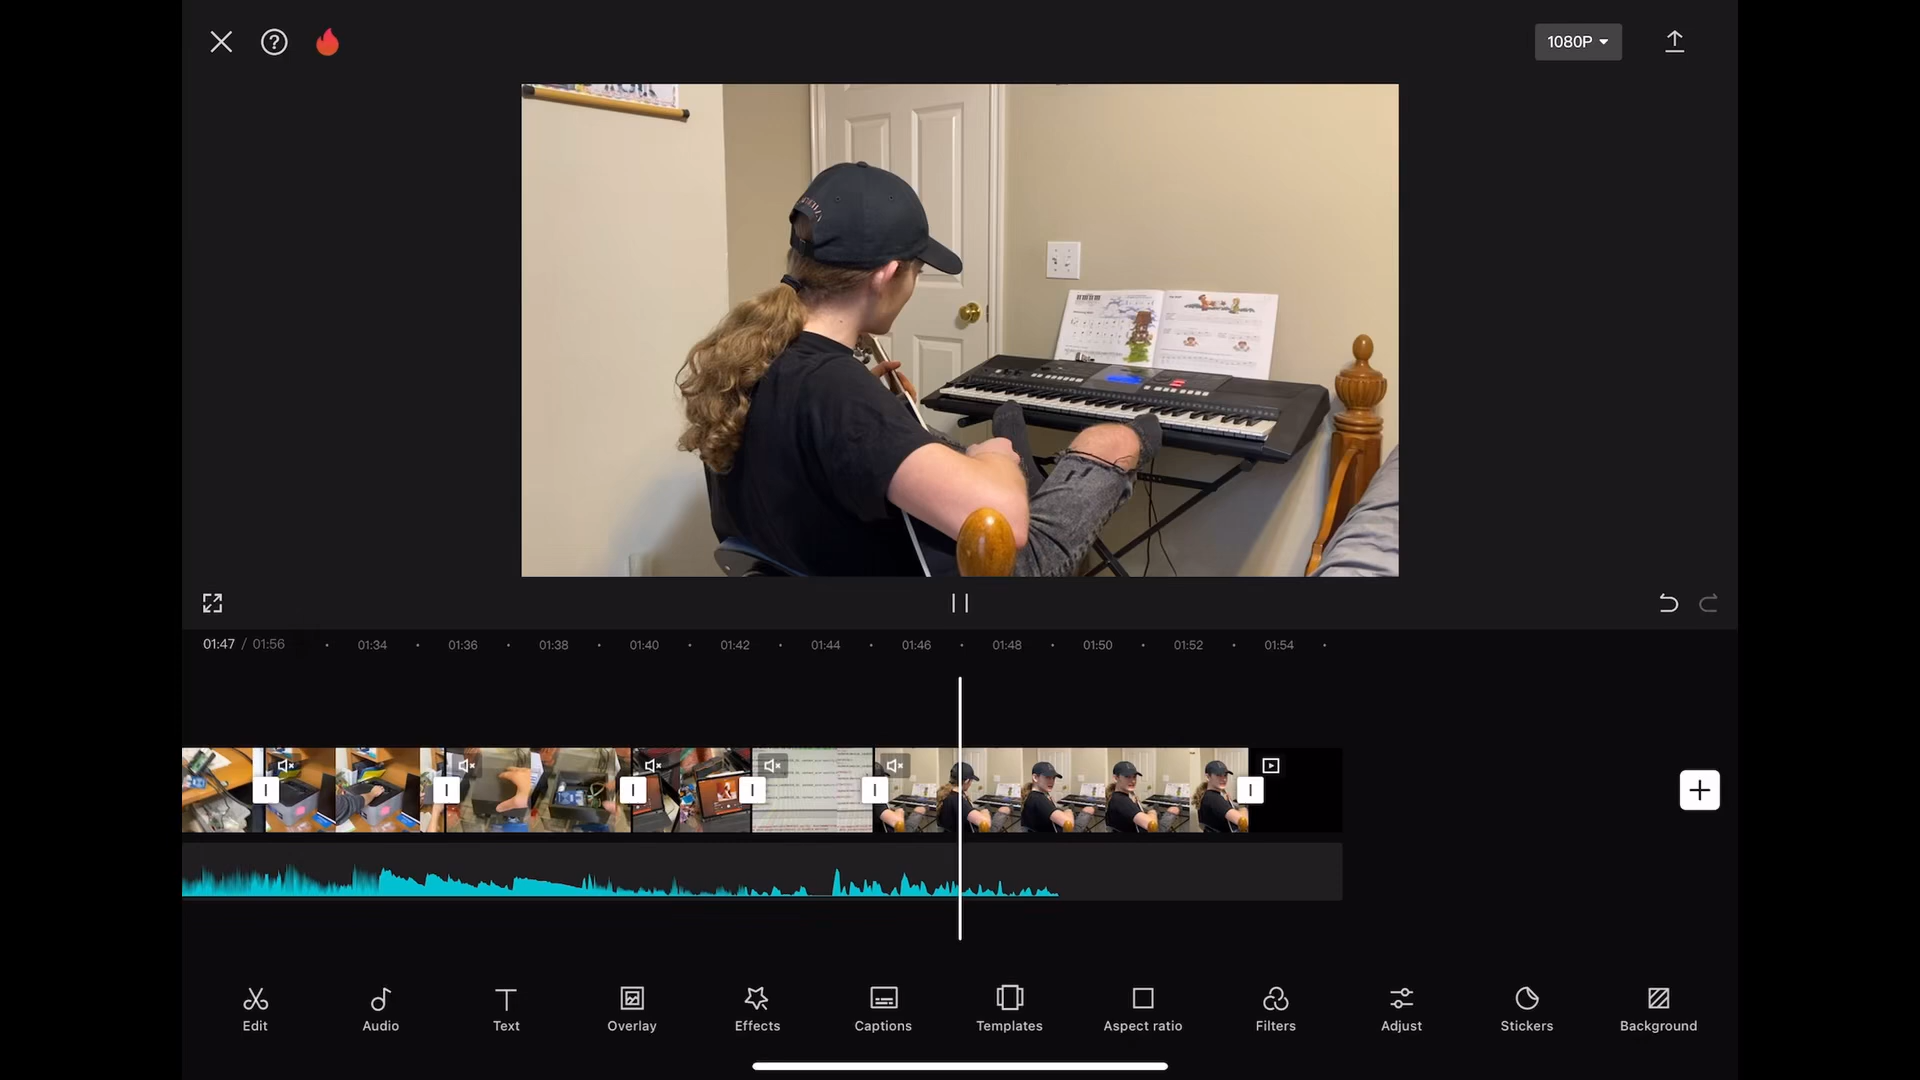 1080P
01:47 / 01:56
01:34
01:36
01:38
01:40
01:42
01:44
01:46
01:48
01:50
01:52
01:54
Edit
Audio
Text
Overlay
Effects
Captions
Templates
Aspect ratio
Filters
Adjust
Stickers
Background